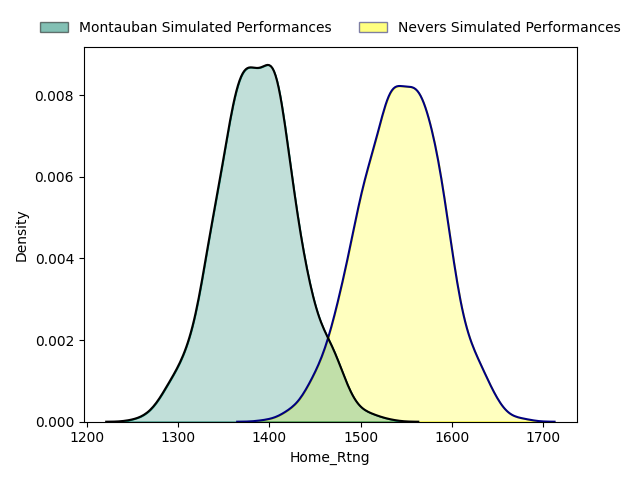 Montauban Simulated Performances Nevers Simulated Performances
0.008
0.006
0.004
0.002
0.000
Density
1200 1300 1400 1500 1600 1700
Home_Rtng